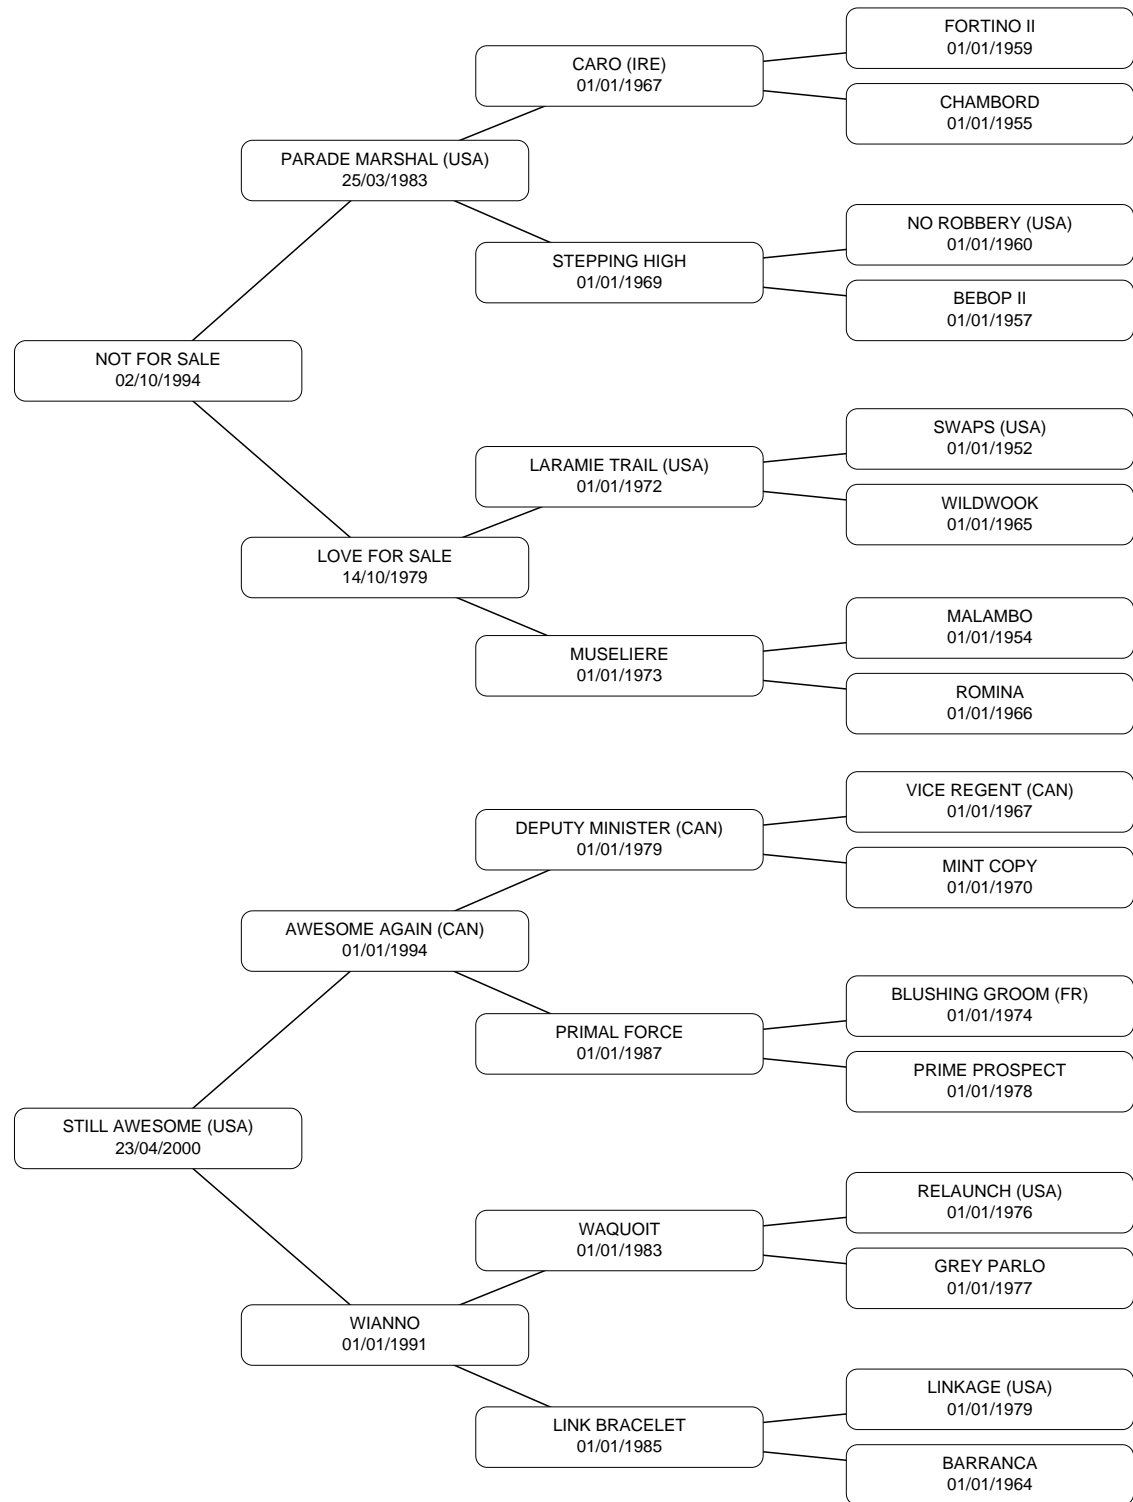 FORTINO II
01/01/1959
CARO (IRE)
01/01/1967
CHAMBORD
01/01/1955
PARADE MARSHAL (USA)
25/03/1983
NO ROBBERY (USA)
01/01/1960
STEPPING HIGH
01/01/1969
BEBOP II
01/01/1957
NOT FOR SALE
02/10/1994
SWAPS (USA)
01/01/1952
LARAMIE TRAIL (USA)
01/01/1972
WILDWOOK
01/01/1965
LOVE FOR SALE
14/10/1979
MALAMBO
01/01/1954
MUSELIERE
01/01/1973
ROMINA
01/01/1966
VICE REGENT (CAN)
01/01/1967
DEPUTY MINISTER (CAN)
01/01/1979
MINT COPY
01/01/1970
AWESOME AGAIN (CAN)
01/01/1994
BLUSHING GROOM (FR)
01/01/1974
PRIMAL FORCE
01/01/1987
PRIME PROSPECT
01/01/1978
STILL AWESOME (USA)
23/04/2000
RELAUNCH (USA)
01/01/1976
WAQUOIT
01/01/1983
GREY PARLO
01/01/1977
WIANNO
01/01/1991
LINKAGE (USA)
01/01/1979
LINK BRACELET
01/01/1985
BARRANCA
01/01/1964